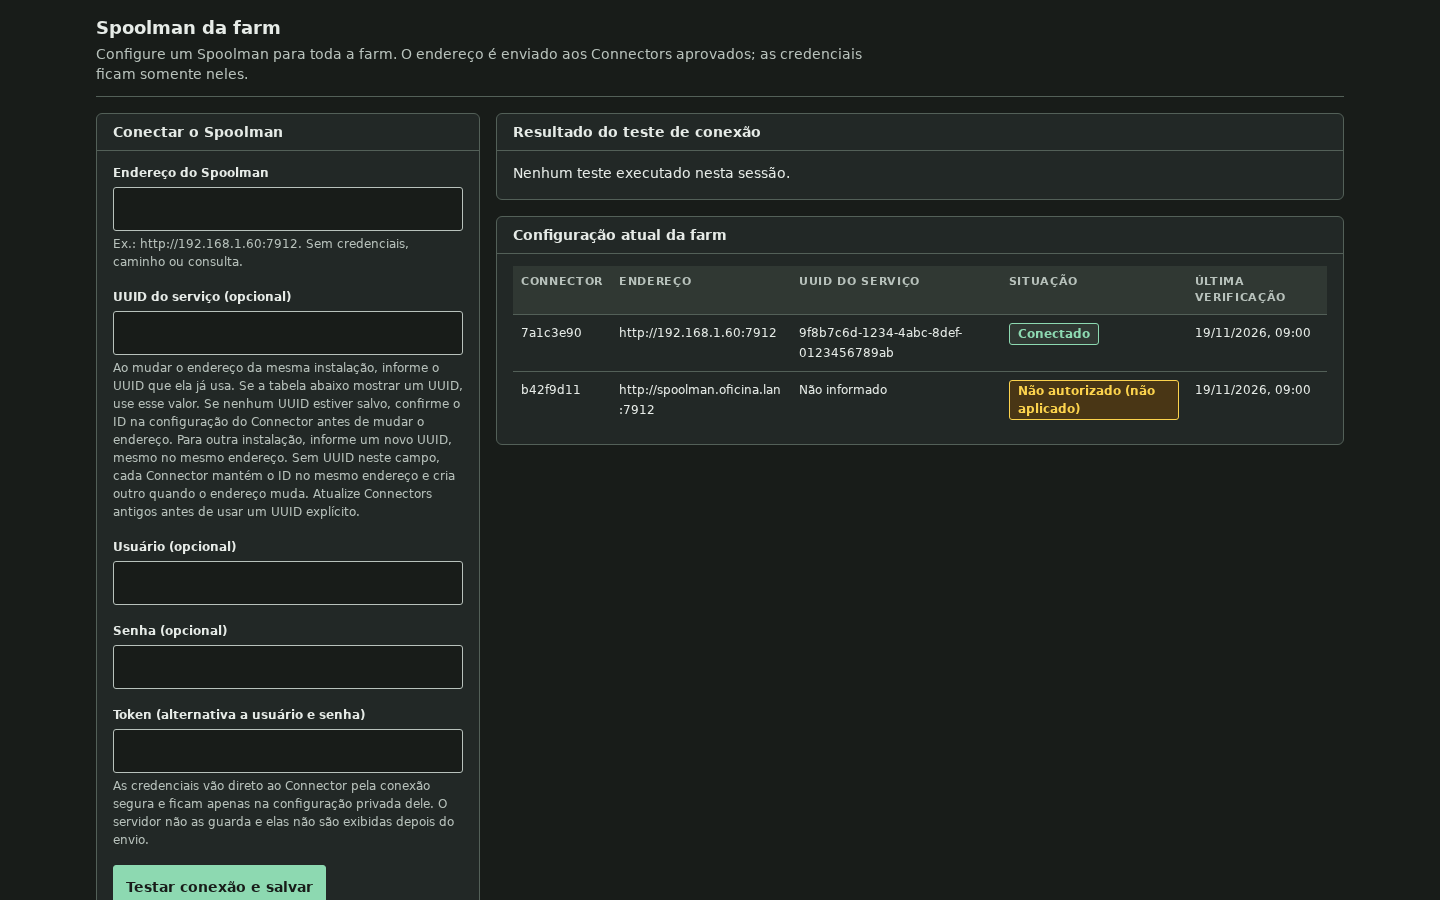 Spoolman da farm
Configure um Spoolman para toda a farm. O endereço é enviado aos Connectors aprovados; as credenciais
ficam somente neles.
Conectar o Spoolman
Endereço do Spoolman
Ex.: http://192.168.1.60:7912. Sem credenciais,
caminho ou consulta.
UUID do serviço (opcional)
Ao mudar o endereço da mesma instalação, informe o
UUID que ela já usa. Se a tabela abaixo mostrar um UUID,
use esse valor. Se nenhum UUID estiver salvo, confirme o
ID na configuração do Connector antes de mudar o
endereço. Para outra instalação, informe um novo UUID,
mesmo no mesmo endereço. Sem UUID neste campo,
cada Connector mantém o ID no mesmo endereço e cria
outro quando o endereço muda. Atualize Connectors
antigos antes de usar um UUID explícito.
Usuário (opcional)
Senha (opcional)
Token (alternativa a usuário e senha)
As credenciais vão direto ao Connector pela conexão
segura e ficam apenas na configuração privada dele. O
servidor não as guarda e elas não são exibidas depois do
envio.
Testar conexão e salvar
Resultado do teste de conexão
Nenhum teste executado nesta sessão.
Configuração atual da farm
CONNECTOR ENDEREÇO UUID DO SERVIÇO SITUAÇÃO ÚLTIMA
VERIFICAÇÃO
7a1c3e90 http://192.168.1.60:7912 9f8b7c6d-1234-4abc-8def- Conectado 19/11/2026, 09:00
0123456789ab
b42f9d11 http://spoolman.oficina.lan Não informado Não autorizado (não 19/11/2026, 09:00
:7912 aplicado)